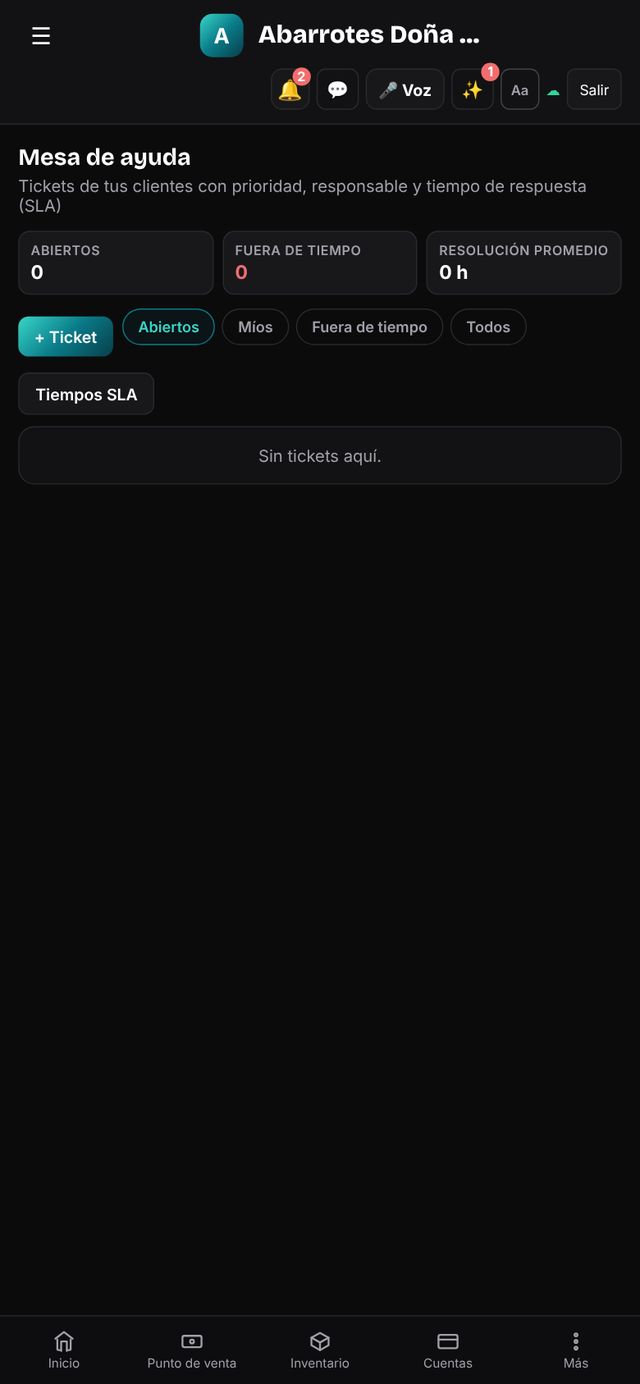 ☰
A
Abarrotes Doña ...
2
Voz
1
Aa
Salir
Mesa de ayuda
Tickets de tus clientes con prioridad, responsable y tiempo de respuesta
(SLA)
ABIERTOS
0
FUERA DE TIEMPO
0
RESOLUCIÓN PROMEDIO
0 h
+ Ticket
Abiertos
Míos
Fuera de tiempo
Todos
Tiempos SLA
Sin tickets aquí.
Inicio
Punto de venta
Inventario
Cuentas
Más